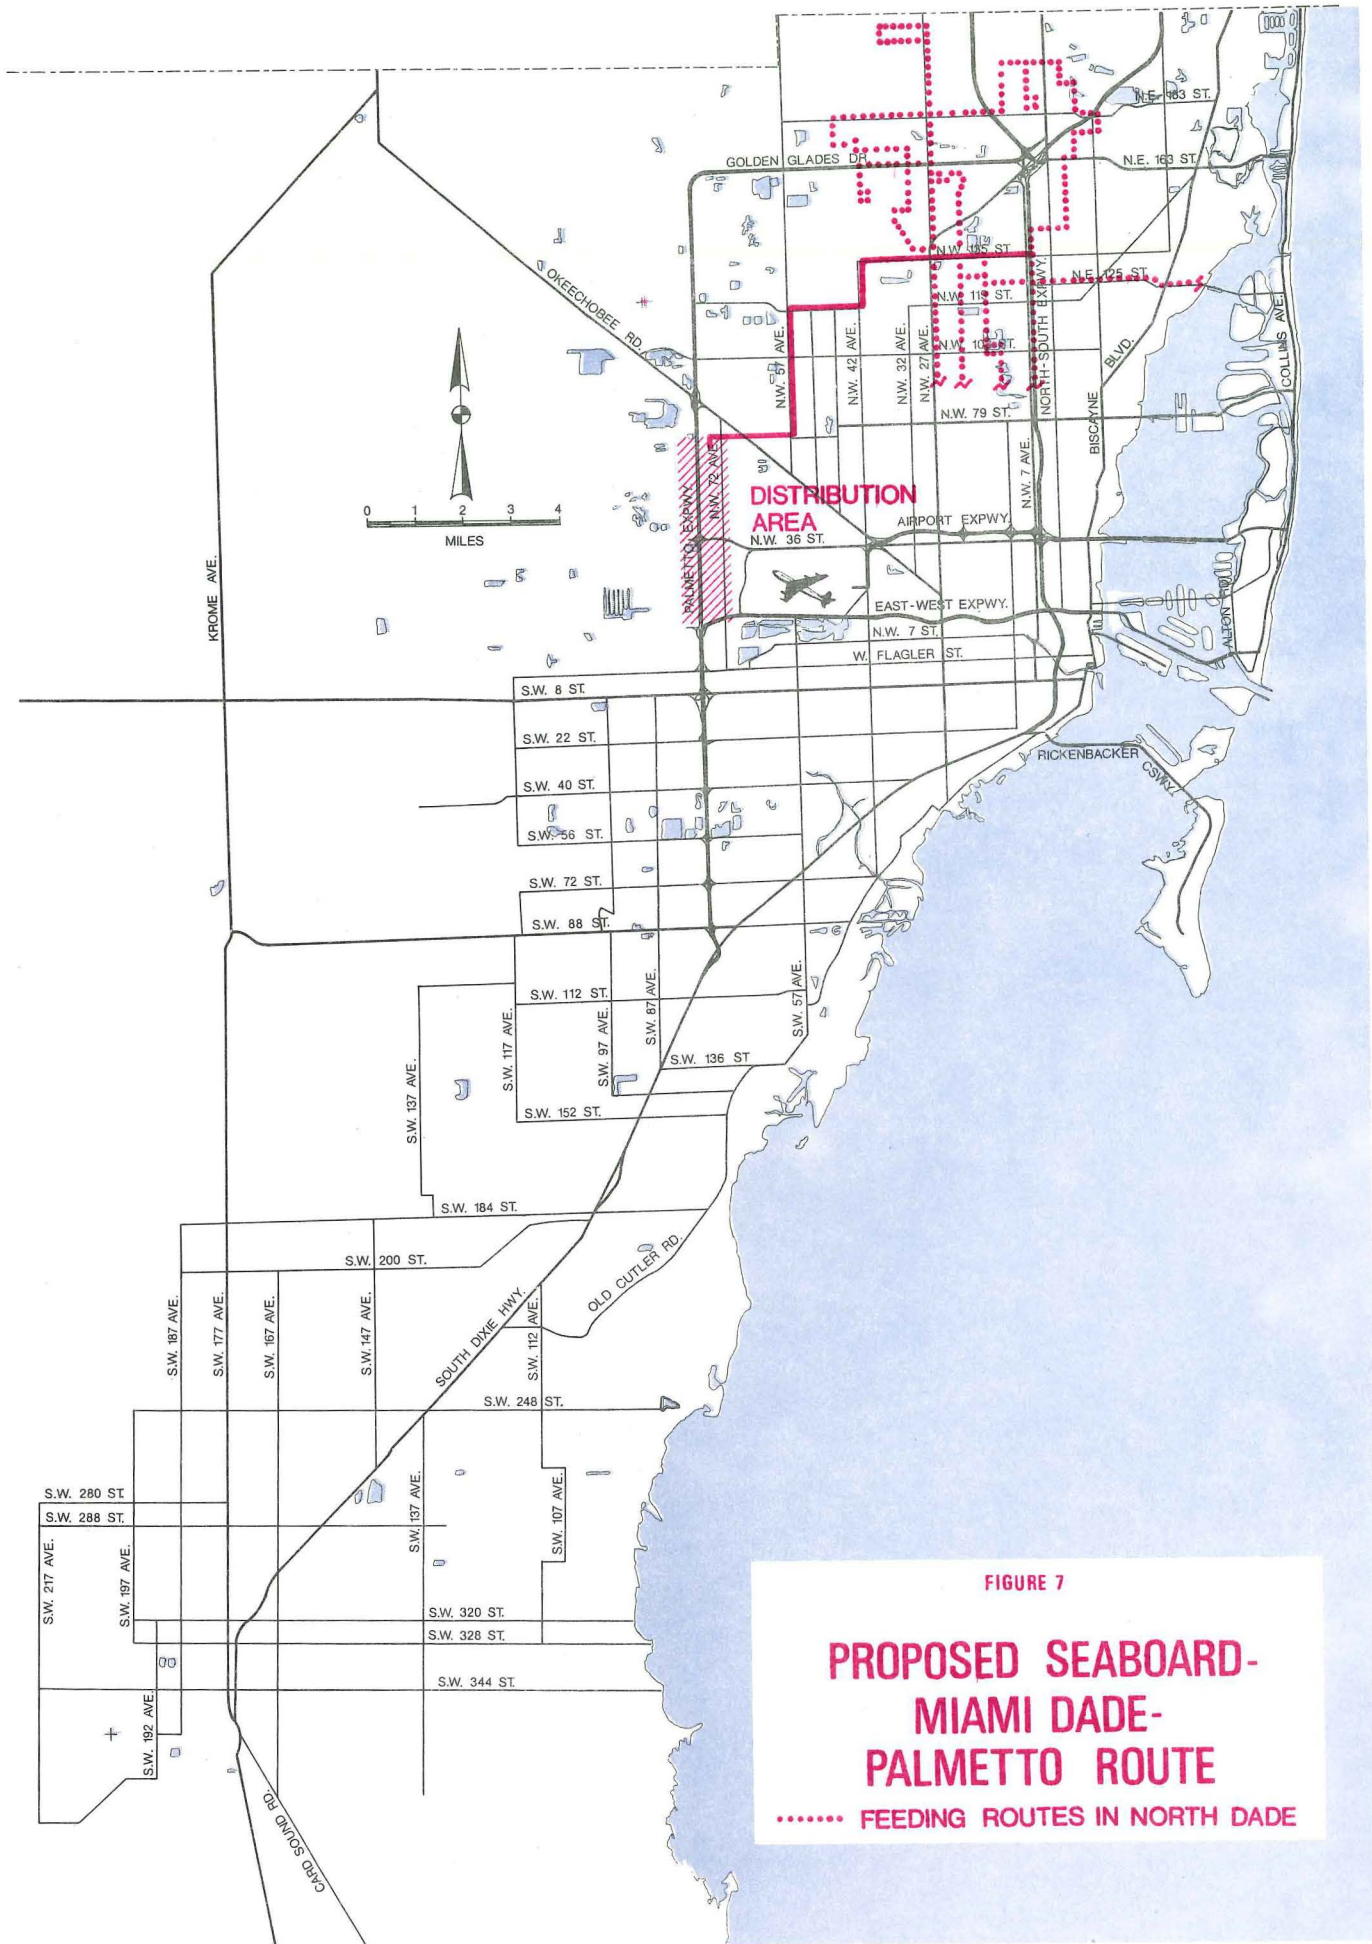 N.E. 183 ST.
GOLDEN GLADES DR
N.E. 163 ST.
N.W. 135 ST.
OKEECHOBEE RD.
N.E. 125 ST.
N.W. 119 ST.
N.W. 57 AVE.
N.W. 42 AVE.
N.W. 32 AVE.
N.W. 27 AVE.
NORTH-SOUTH EXPWY.
BISCAYNE BLVD.
COLLINS AVE.
N.W. 79 ST.
N.W. 7 AVE.
PALMETTO EXPWY.
N.W. 72 AVE.
DISTRIBUTION
AREA
0 1 2 3 4
MILES
AIRPORT EXPWY.
N.W. 36 ST.
KROME AVE.
EAST-WEST EXPWY.
N.W. 7 ST.
ALTON RD.
W. FLAGLER ST.
S.W. 8 ST.
S.W. 22 ST.
RICKENBACKER CSWY.
S.W. 40 ST.
S.W. 56 ST.
S.W. 72 ST.
S.W. 88 ST.
S.W. 112 ST.
S.W. 137 AVE.
S.W. 117 AVE.
S.W. 97 AVE.
S.W. 87 AVE.
S.W. 57 AVE.
S.W. 136 ST
S.W. 152 ST.
S.W. 184 ST.
S.W. 200 ST.
OLD CUTLER RD.
S.W. 187 AVE.
S.W. 177 AVE.
S.W. 167 AVE.
S.W. 147 AVE.
SOUTH DIXIE HWY.
S.W. 112 AVE.
S.W. 248 ST.
S.W. 280 ST.
S.W. 288 ST.
S.W. 217 AVE.
S.W. 197 AVE.
S.W. 137 AVE.
S.W. 107 AVE.
S.W. 320 ST.
S.W. 328 ST.
S.W. 344 ST.
S.W. 192 AVE.
CARD SOUND RD.
FIGURE 7
PROPOSED SEABOARD-
MIAMI DADE-
PALMETTO ROUTE
FEEDING ROUTES IN NORTH DADE